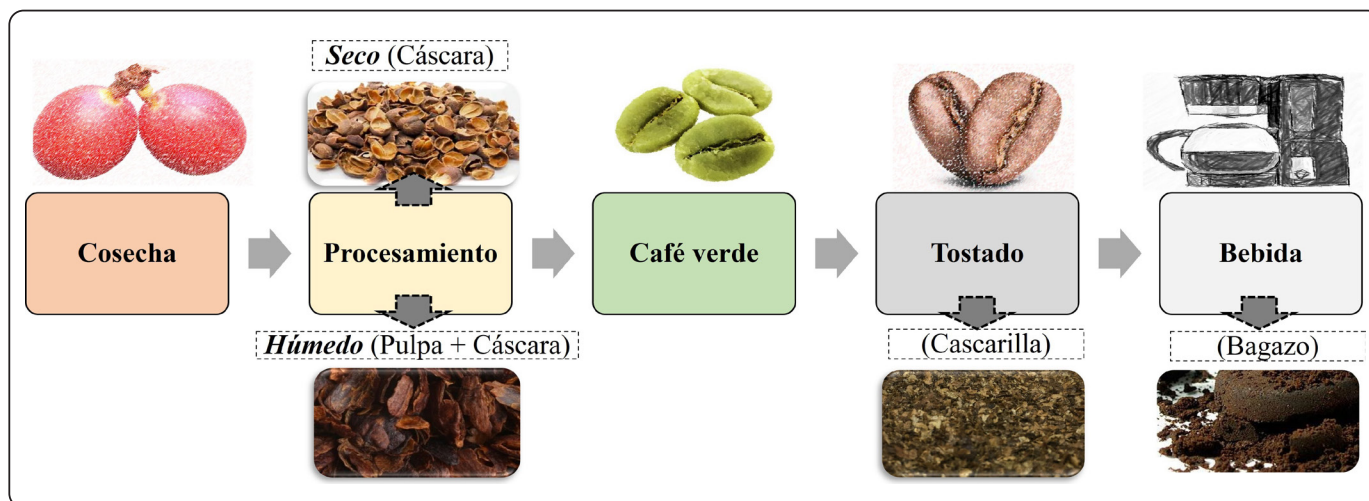 Seco (Cáscara)
Cosecha
Procesamiento
Café verde
Tostado
Bebida
Húmedo (Pulpa + Cáscara)
(Cascarilla)
(Bagazo)